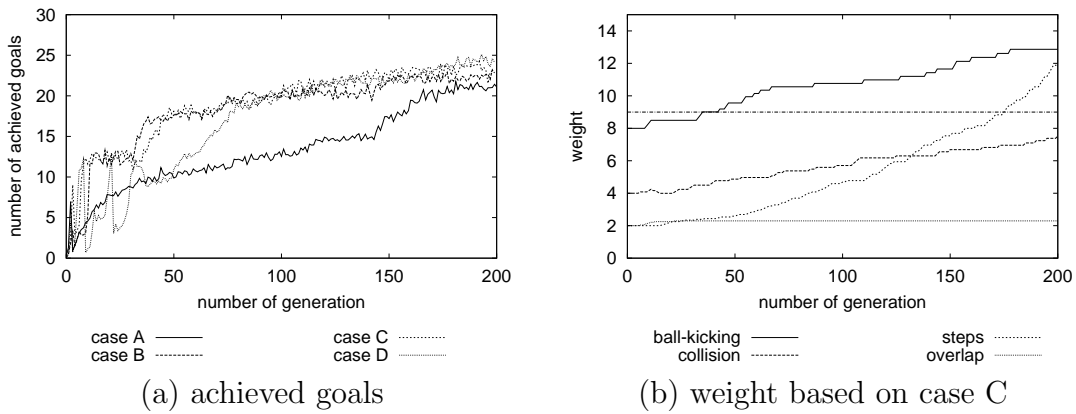 number of achieved goals
30
25
20
15
10
5
0
0 50 100 150 200
number of generation
case A
case B
case C
case D
(a) achieved goals
weight
14
12
10
8
6
4
2
0
0 50 100 150 200
number of generation
ball-kicking
collision
steps
overlap
(b) weight based on case C